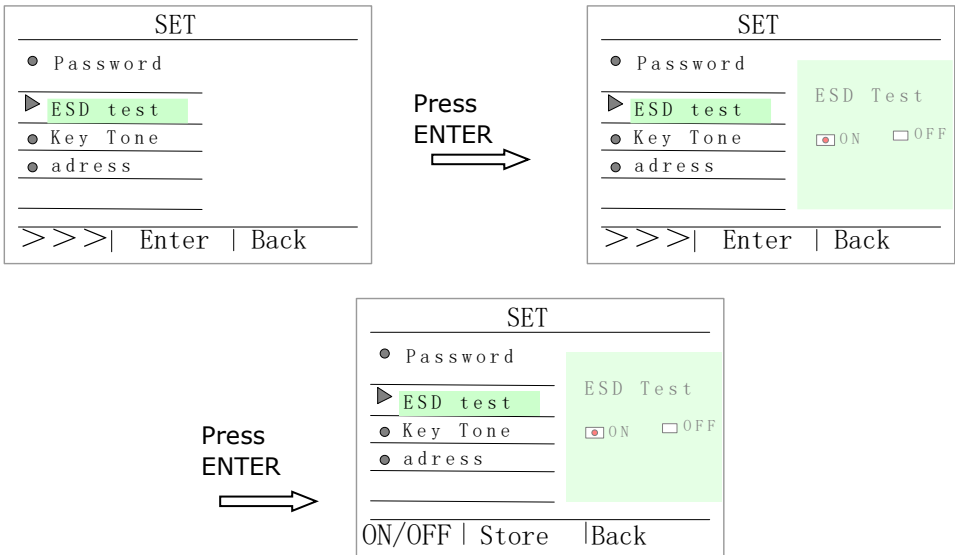 SET
Password
ESD test
Key Tone
adress
>>>| Enter | Back
Press
ENTER
SET
Password
ESD test
Key Tone
adress
ESD Test
ON OFF
>>>| Enter | Back
Press
ENTER
SET
Password
ESD test
Key Tone
adress
ESD Test
ON OFF
ON/OFF | Store |Back